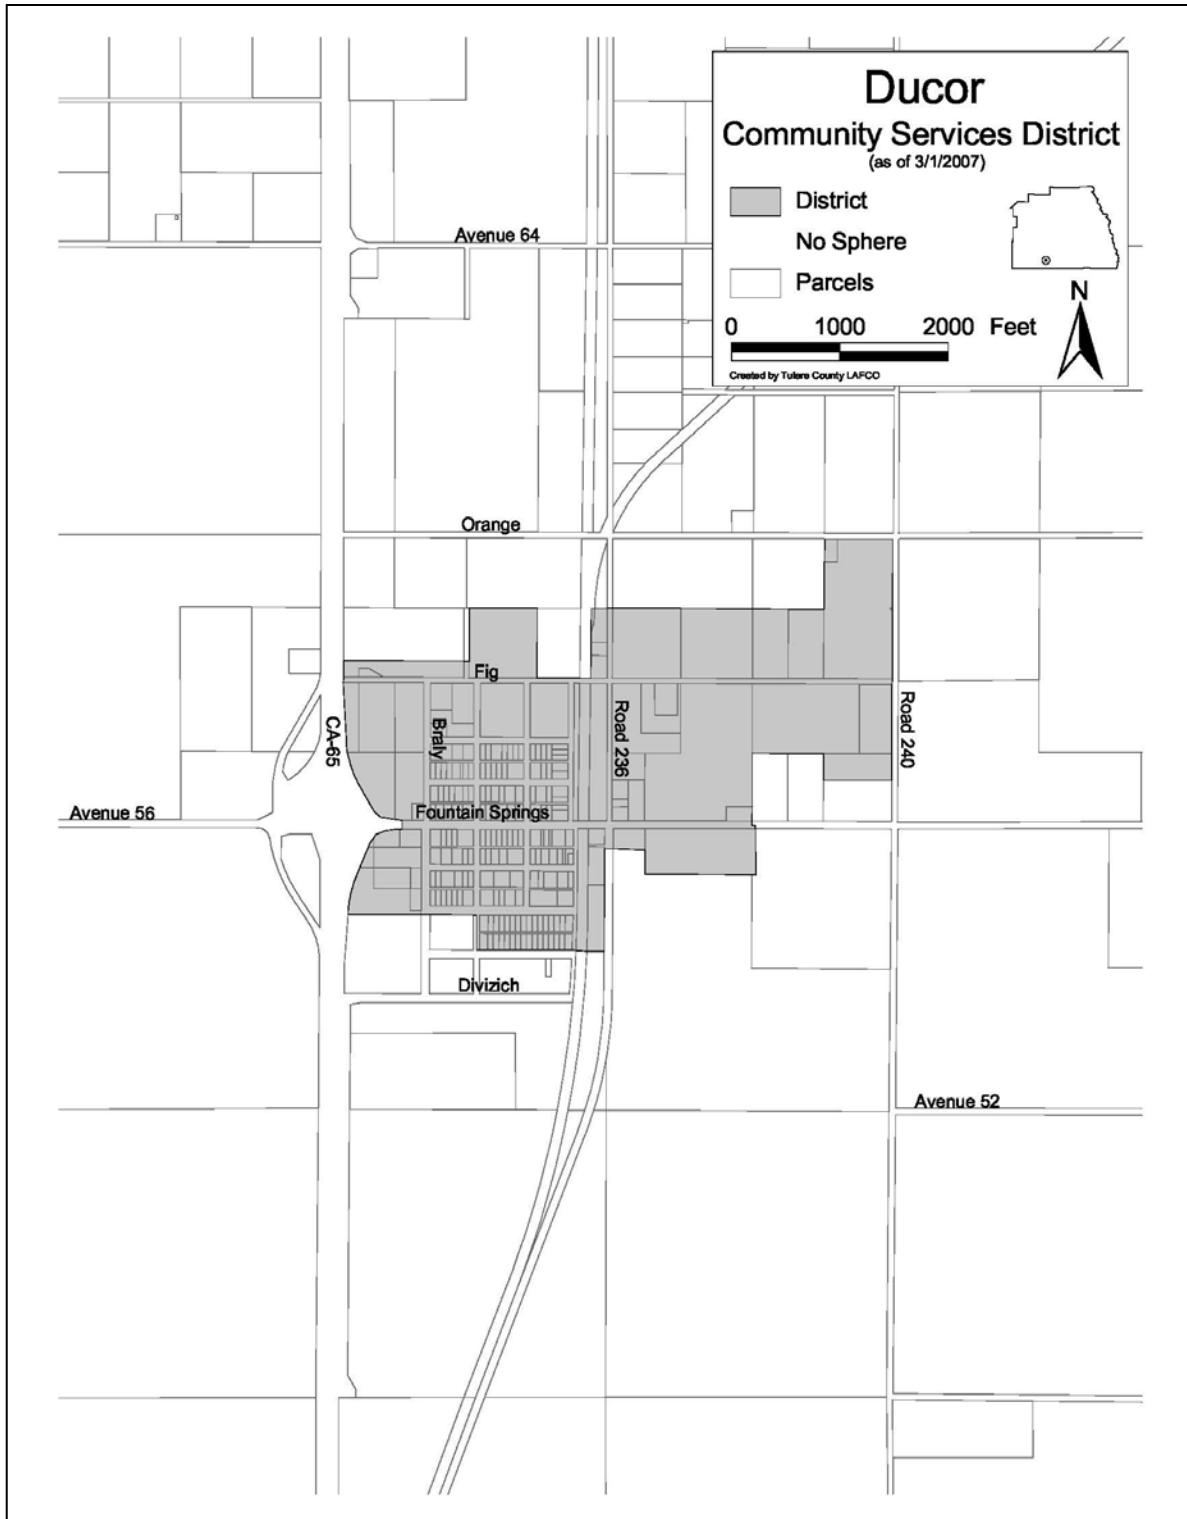 Ducor
Community Services District
(as of 3/1/2007)
District
No Sphere
Parcels
N
0 1000 2000 Feet
Created by Tulare County LAFCO
Avenue 64
Orange
Fig
CA-65
Braly
Road 236
Road 240
Avenue 56
Fountain Springs
Divizich
Avenue 52